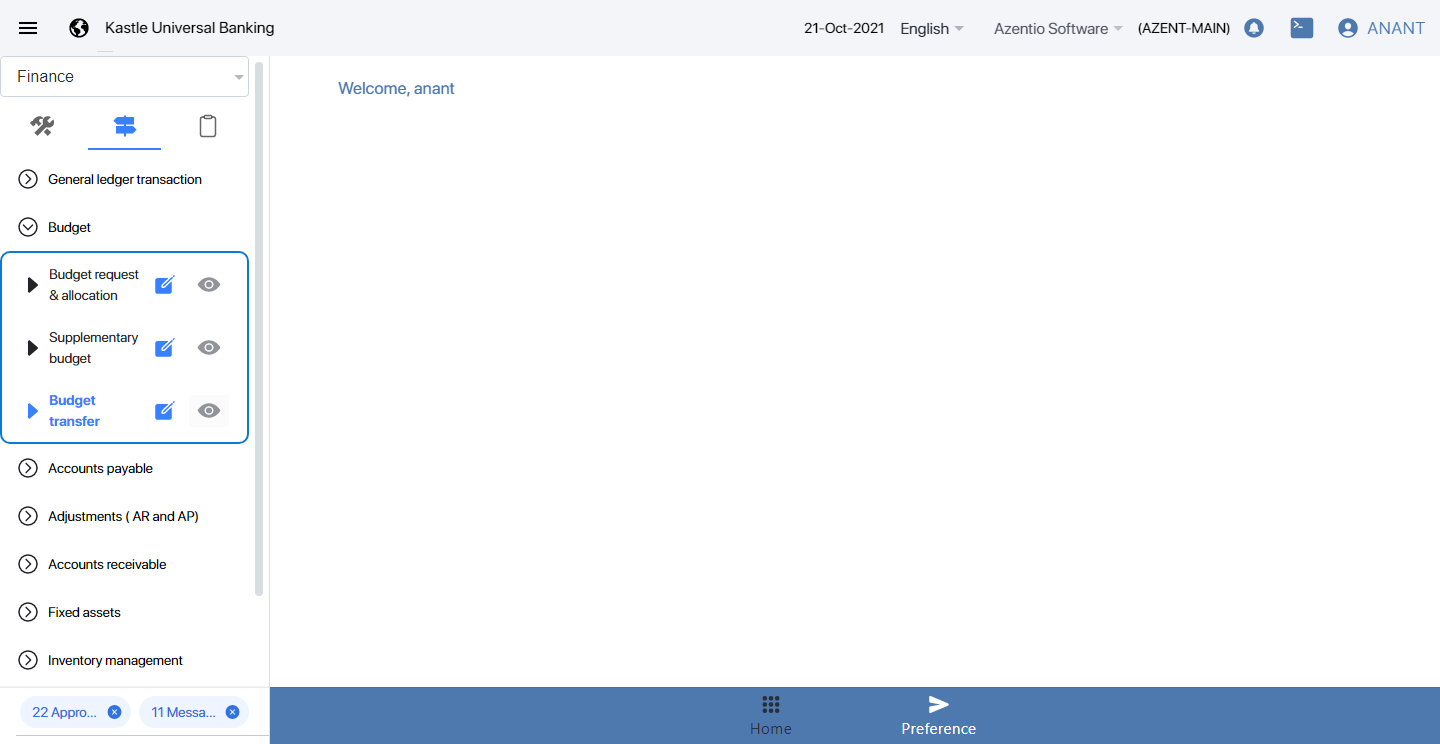 Kastle Universal Banking
21-Oct-2021
English
Azentio Software
(AZENT-MAIN)
ANANT
Finance
Welcome, anant
General ledger transaction
Budget
Budget request
& allocation
Supplementary
budget
Budget
transfer
Accounts payable
Adjustments ( AR and AP)
Accounts receivable
Fixed assets
Inventory management
22 Appro...
11 Messa...
Home
Preference